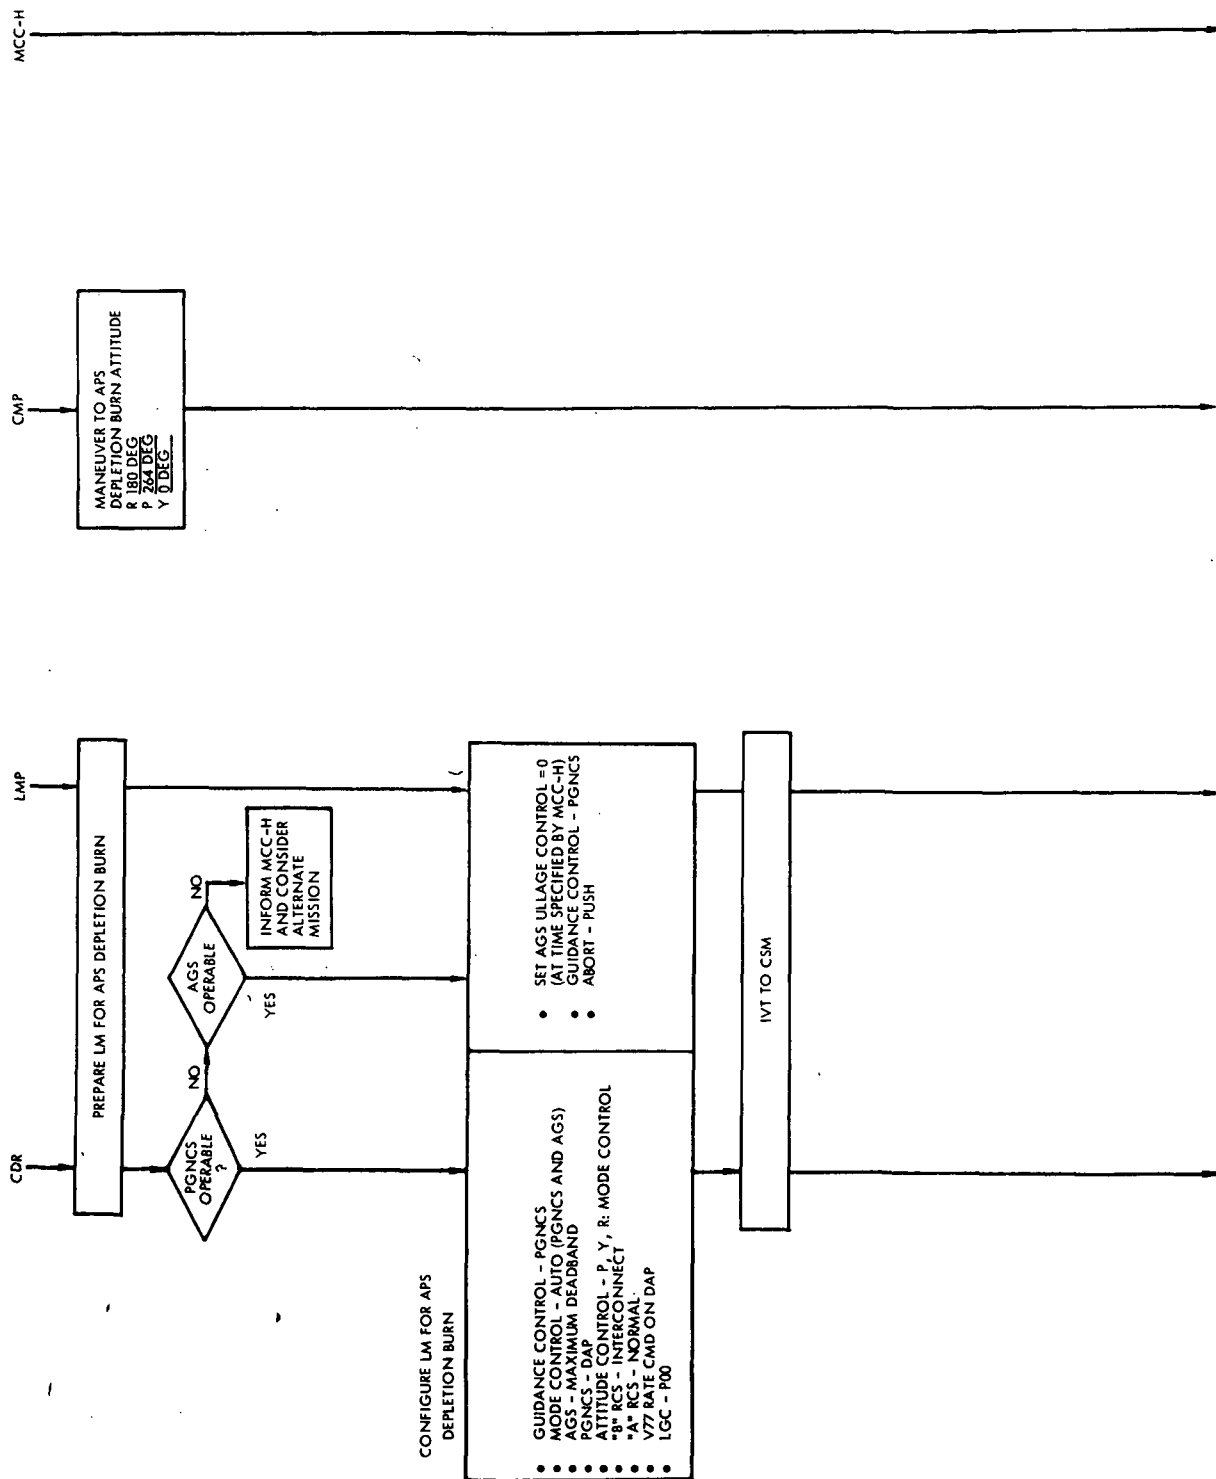 CDR
LMP
CMP
MCC-H
PREPARE LM FOR APS DEPLETION BURN
MANEUVER TO APS
DEPLETION BURN ATTITUDE
R 180 DEG
P 264 DEG
Y 0 DEG
PGNCS
OPERABLE
?
NO
YES
AGS
OPERABLE
NO
YES
INFORM MCC-H
AND CONSIDER
ALTERNATE
MISSION
CONFIGURE LM FOR APS
DEPLETION BURN
• GUIDANCE CONTROL - PGNCS
• MODE CONTROL - AUTO (PGNCS AND AGS)
• AGS - MAXIMUM DEADBAND
• PGNCS - DAP
• ATTITUDE CONTROL - P, Y, R: MODE CONTROL
• "B" RCS - INTERCONNECT
• "A" RCS - NORMAL
• V77 RATE CMD ON DAP
• LGC - P00
• SET AGS ULLAGE CONTROL = 0
(AT TIME SPECIFIED BY MCC-H)
• GUIDANCE CONTROL - PGNCS
• ABORT - PUSH
IVT TO CSM